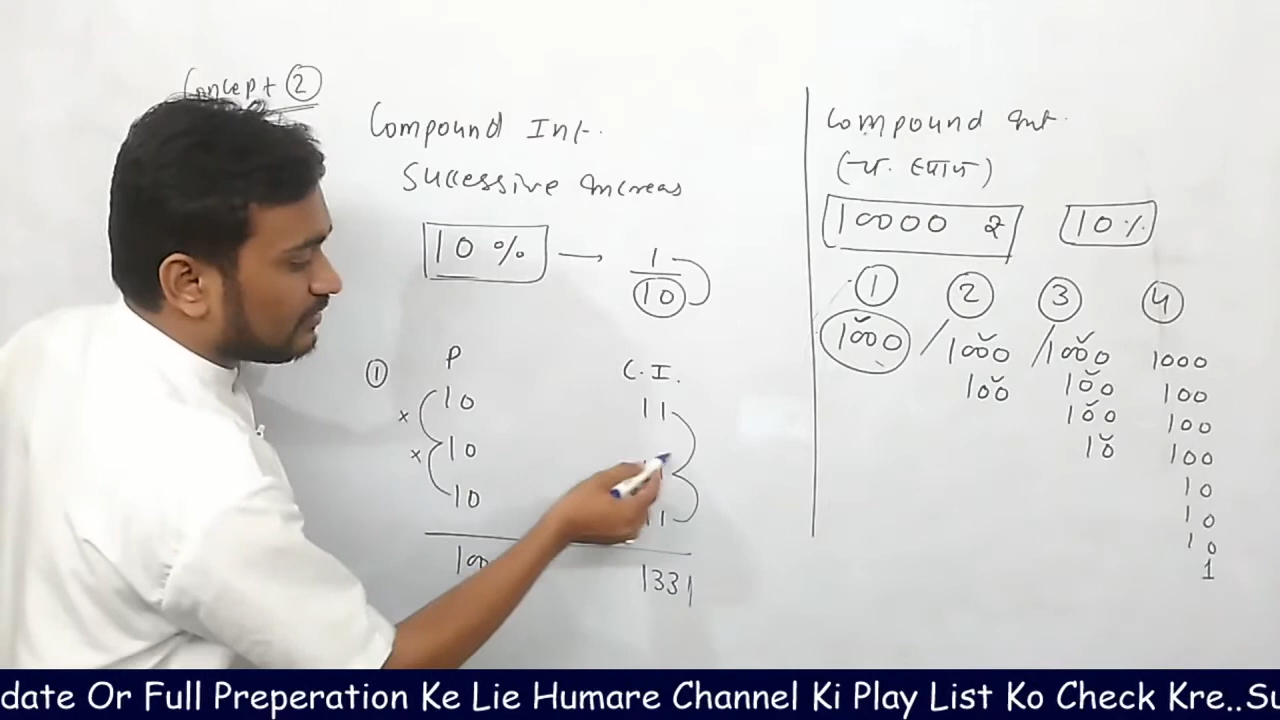 Concept ②
Compound Int.
Successive Increas
10 % → 1/10
① P C.I.
10 11
× 10
× 10 11
1331
Compound Int.
10000 ₹ 10%
① ② ③ ④
1000 1000 1000 1000
100 100 100
100 100
10 100
10
10
10
1
date Or Full Preperation Ke Lie Humare Channel Ki Play List Ko Check Kre..Su